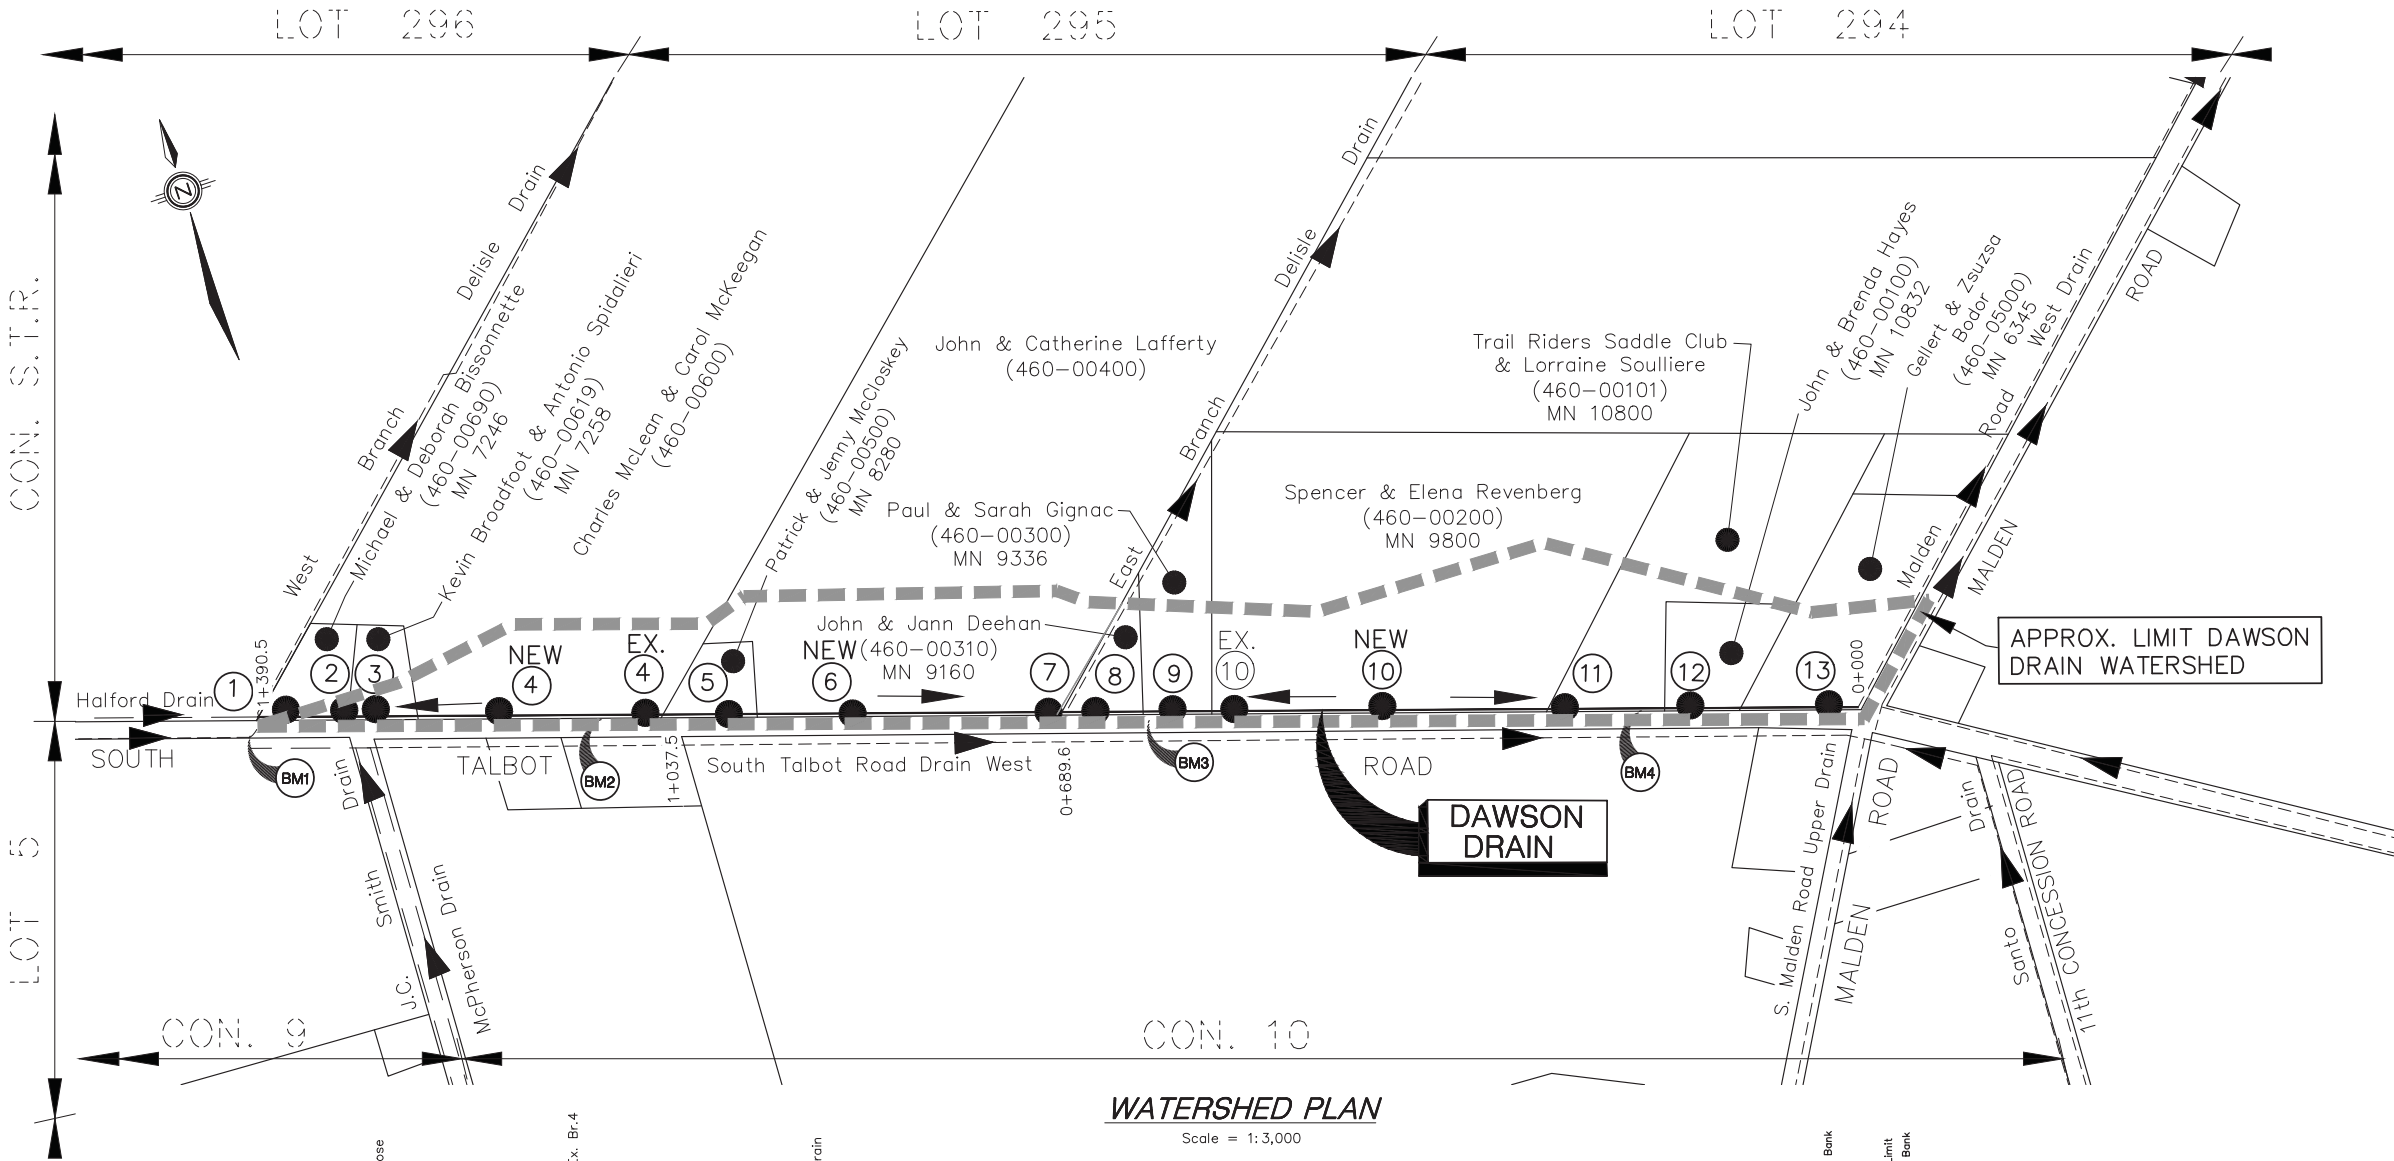 LOT 296
LOT 295
LOT 294
CON. S.T.R.
LOT 5
N
West
Branch
Delisle
Drain
Michael & Deborah Bissonnette
(460-00690)
MN 7246
Kevin Broadfoot & Antonio Spidalieri
(460-00619)
MN 7258
Charles McLean & Carol McKeegan
(460-00600)
Patrick & Jenny McCloskey
(460-00500)
MN 8280
John & Catherine Lafferty
(460-00400)
Paul & Sarah Gignac
(460-00300)
MN 9336
John & Jann Deehan
(460-00310)
MN 9160
East
Branch
Delisle
Drain
Spencer & Elena Revenberg
(460-00200)
MN 9800
Trail Riders Saddle Club
& Lorraine Soulliere
(460-00101)
MN 10800
John & Brenda Hayes
(460-00100)
MN 10832
Gellert & Zsuzsa
Bodor
(460-05000)
MN 6345
Malden
Road
West Drain
MALDEN
ROAD
APPROX. LIMIT DAWSON
DRAIN WATERSHED
1+390.5
1
2
3
NEW
4
EX.
4
5
NEW
6
7
8
9
EX.
10
NEW
10
11
12
13
0+000
Halford Drain
SOUTH
TALBOT
ROAD
South Talbot Road Drain West
BM1
BM2
BM3
BM4
1+037.5
0+689.6
DAWSON
DRAIN
J.C.
Smith
Drain
McPherson Drain
S. Malden Road Upper Drain
MALDEN
ROAD
Santo
Drain
11th CONCESSION ROAD
CON. 9
CON. 10
WATERSHED PLAN
Scale = 1:3,000
ose
Ex. Br.4
rain
Bank
Limit
Bank